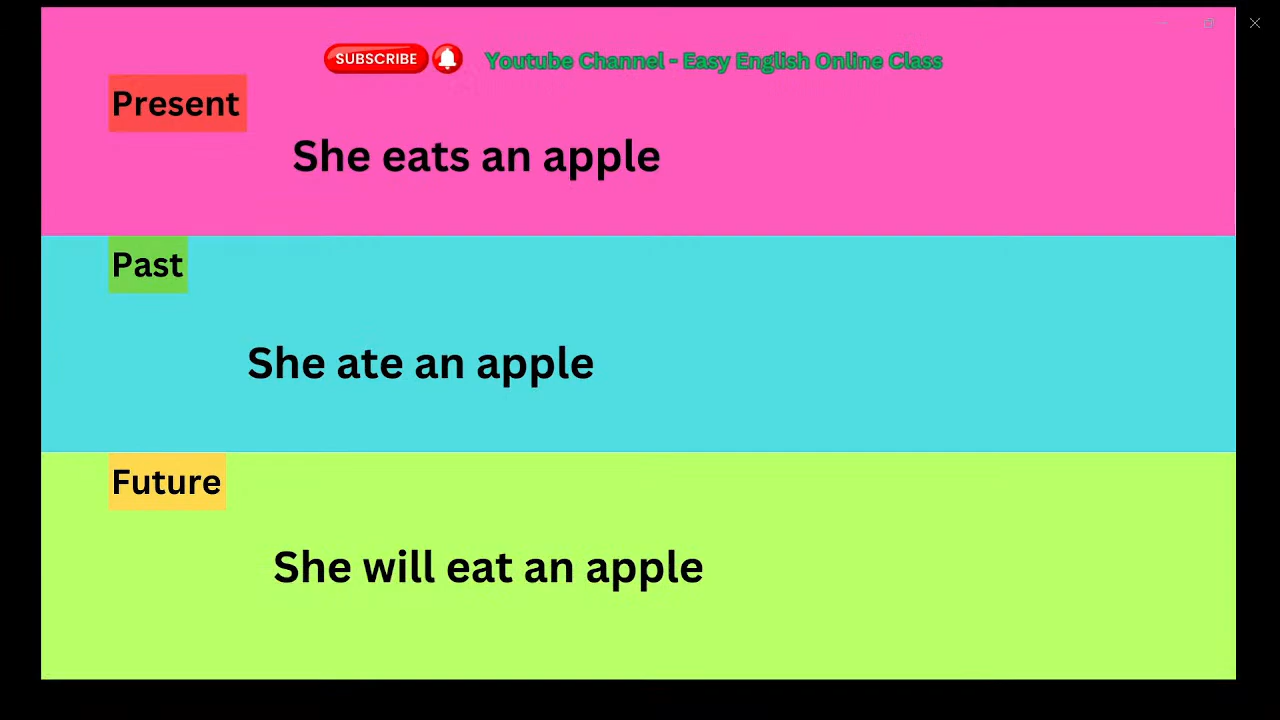 SUBSCRIBE Youtube Channel - Easy English Online Class
Present
She eats an apple
Past
She ate an apple
Future
She will eat an apple